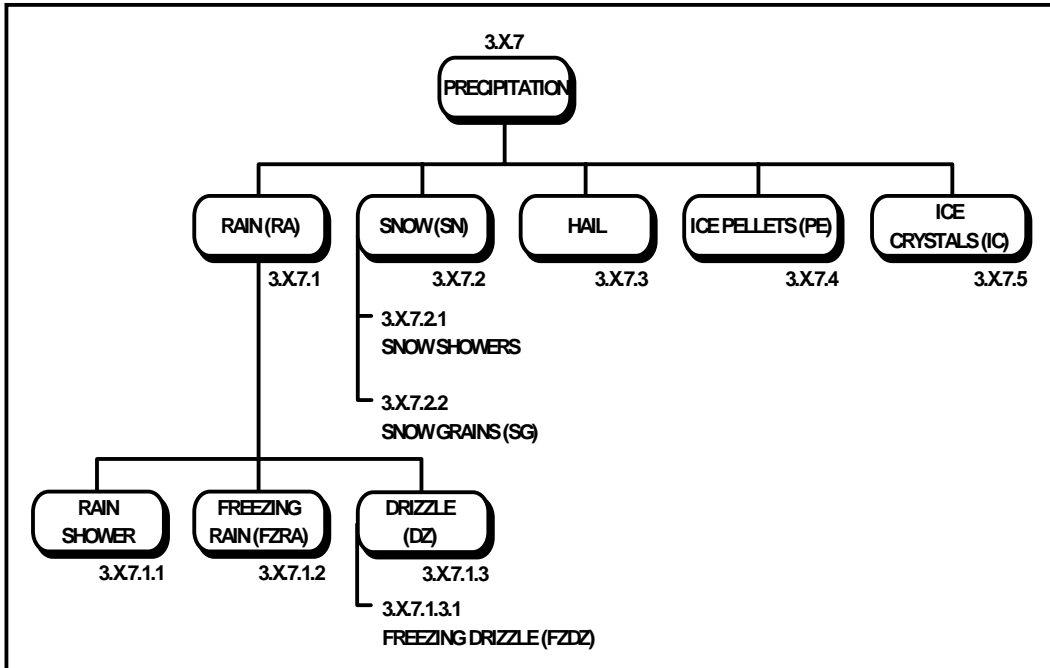 3.X.7
PRECIPITATION
RAIN (RA)
3.X.7.1
SNOW (SN)
3.X.7.2
HAIL
3.X.7.3
ICE PELLETS (PE)
3.X.7.4
ICE
CRYSTALS (IC)
3.X.7.5
3.X.7.2.1
SNOW SHOWERS
3.X.7.2.2
SNOW GRAINS (SG)
RAIN
SHOWER
3.X.7.1.1
FREEZING
RAIN (FZRA)
3.X.7.1.2
DRIZZLE
(DZ)
3.X.7.1.3
3.X.7.1.3.1
FREEZING DRIZZLE (FZDZ)